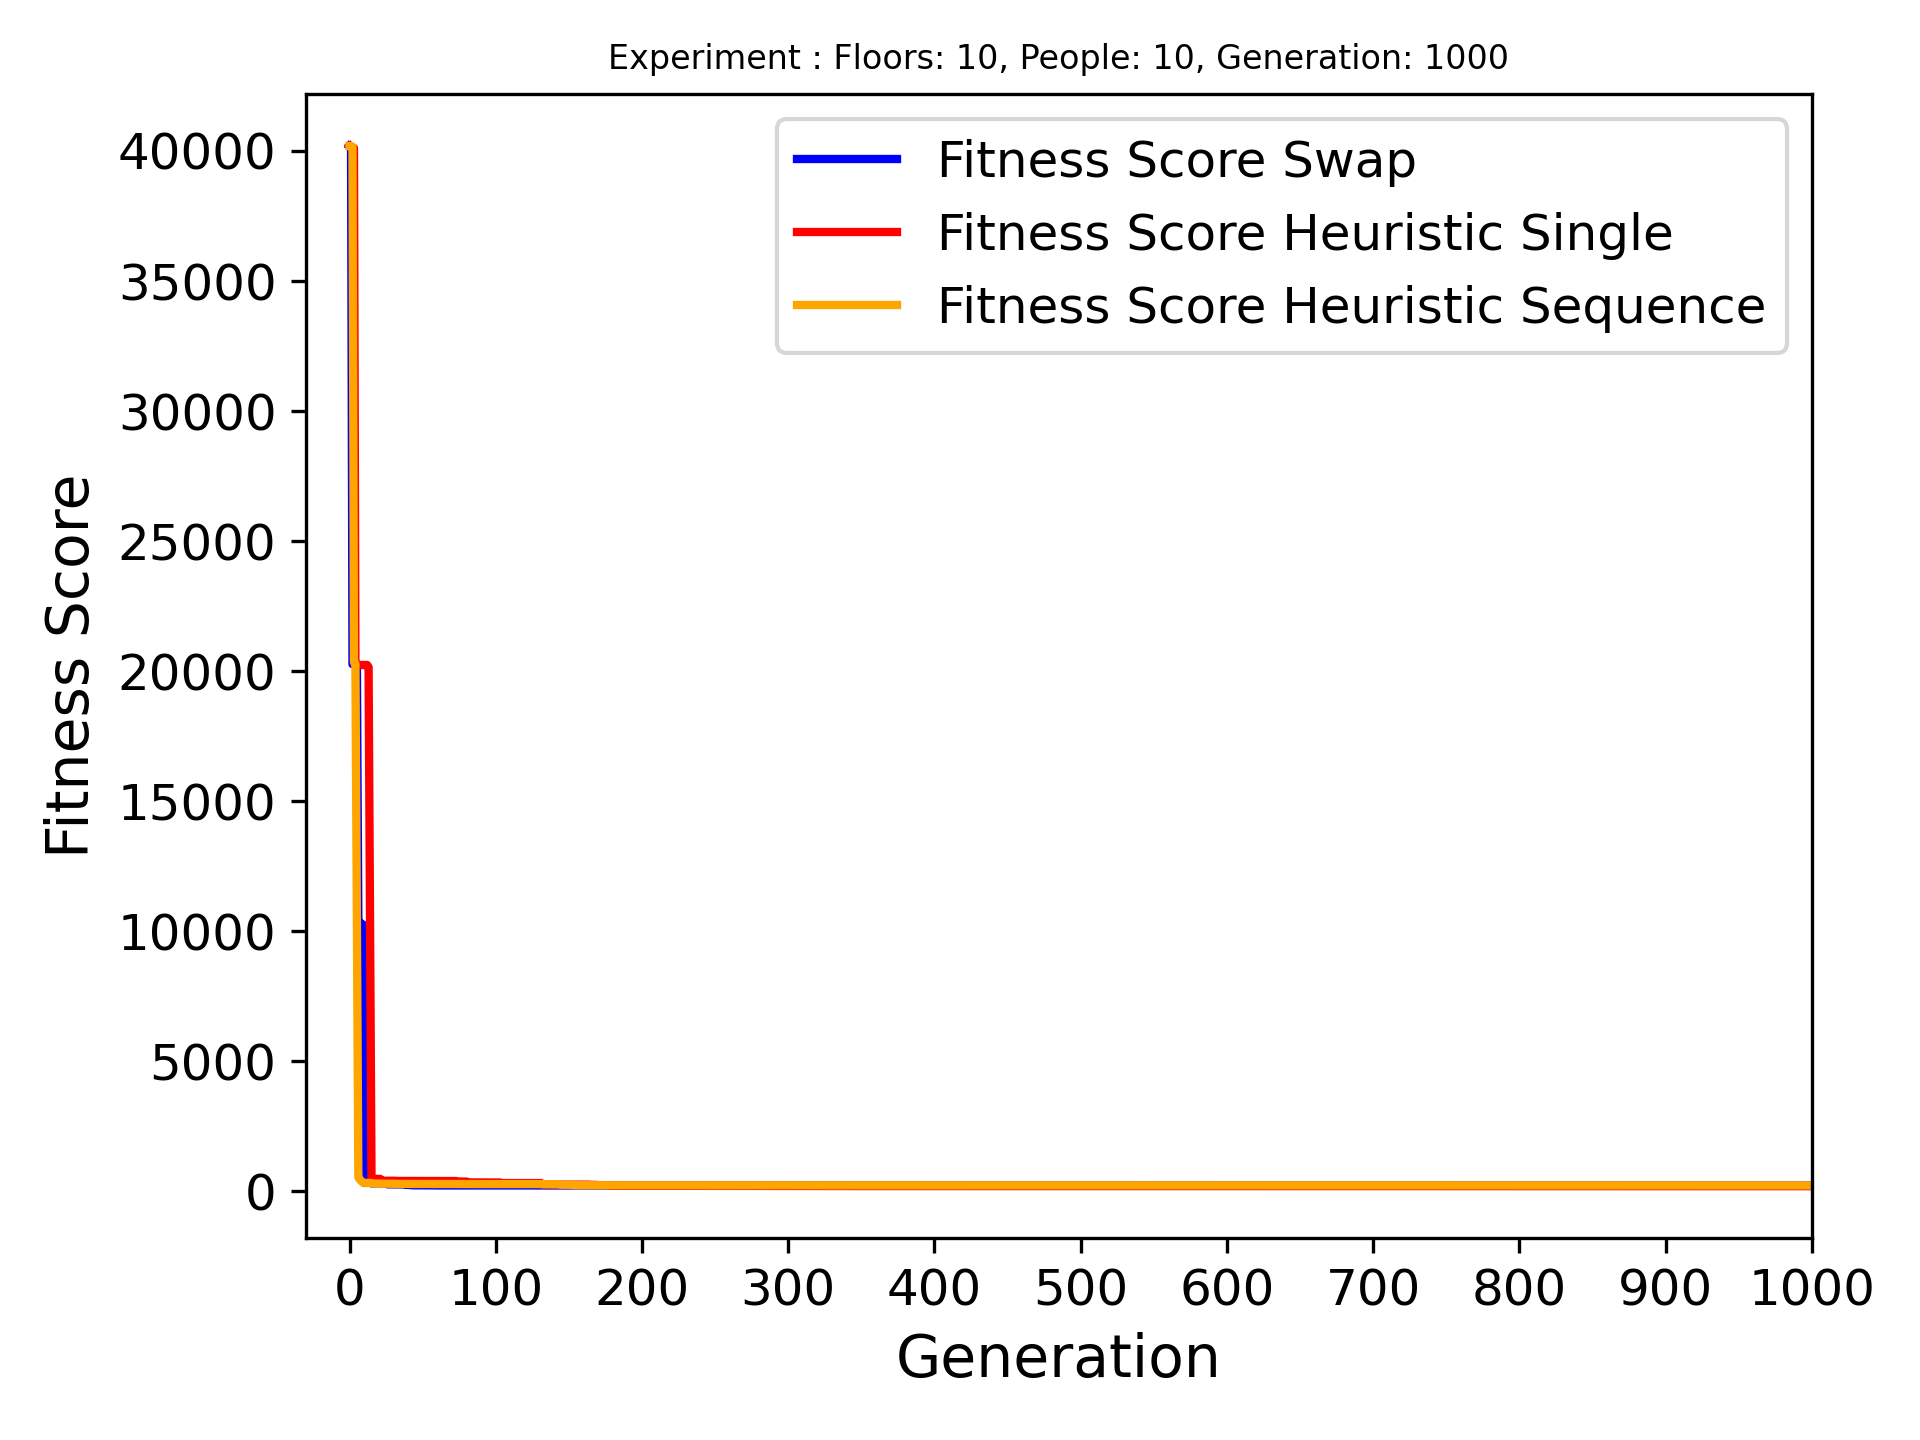 Experiment : Floors: 10, People: 10, Generation: 1000
Fitness Score Swap
Fitness Score Heuristic Single
Fitness Score Heuristic Sequence
40000
35000
30000
25000
20000
15000
10000
5000
0
Fitness Score
0 100 200 300 400 500 600 700 800 900 1000
Generation